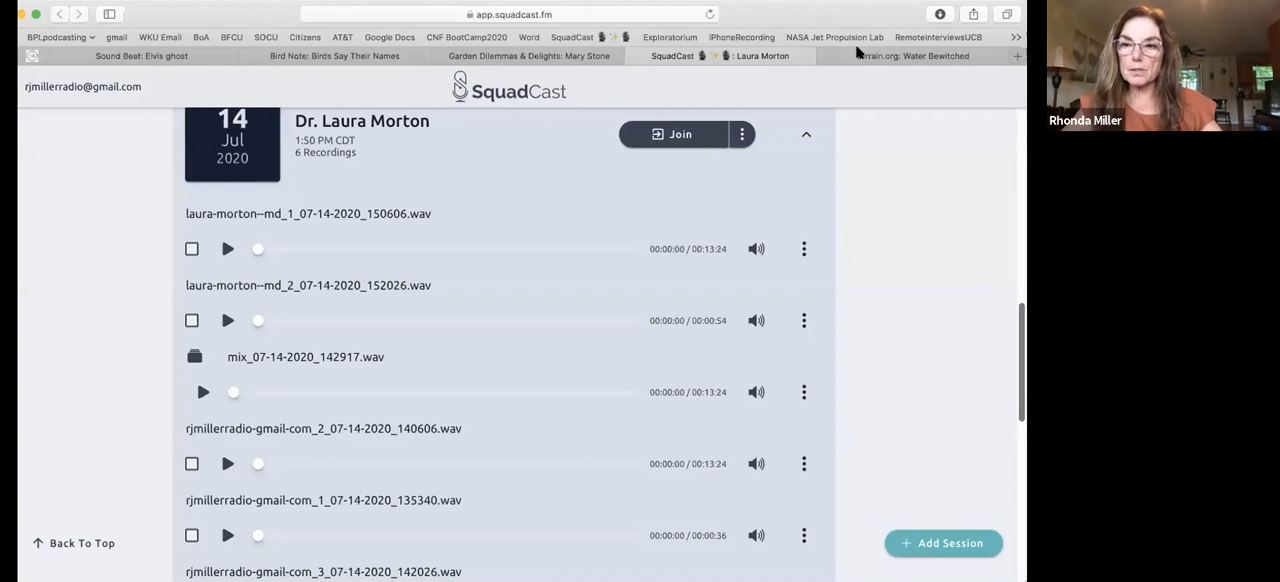 app.squadcast.fm
BPLpodcasting gmail WKU Email BoA BFCU SOCU Citizens AT&T Google Docs CNF BootCamp2020 Word SquadCast Exploratorium iPhoneRecording NASA Jet Propulsion Lab RemoteInterviewsUCB >>
Sound Beat: Elvis ghost Bird Note: Birds Say Their Names Garden Dilemmas & Delights: Mary Stone SquadCast : Laura Morton rrain.org: Water Bewitched
rjmillerradio@gmail.com
SquadCast
14
Jul
2020
Dr. Laura Morton
1:50 PM CDT
6 Recordings
Join
laura-morton--md_1_07-14-2020_150606.wav
00:00:00 / 00:13:24
laura-morton--md_2_07-14-2020_152026.wav
00:00:00 / 00:00:54
mix_07-14-2020_142917.wav
00:00:00 / 00:13:24
rjmillerradio-gmail-com_2_07-14-2020_140606.wav
00:00:00 / 00:13:24
rjmillerradio-gmail-com_1_07-14-2020_135340.wav
00:00:00 / 00:00:36
rjmillerradio-gmail-com_3_07-14-2020_142026.wav
Back To Top
+ Add Session
Rhonda Miller